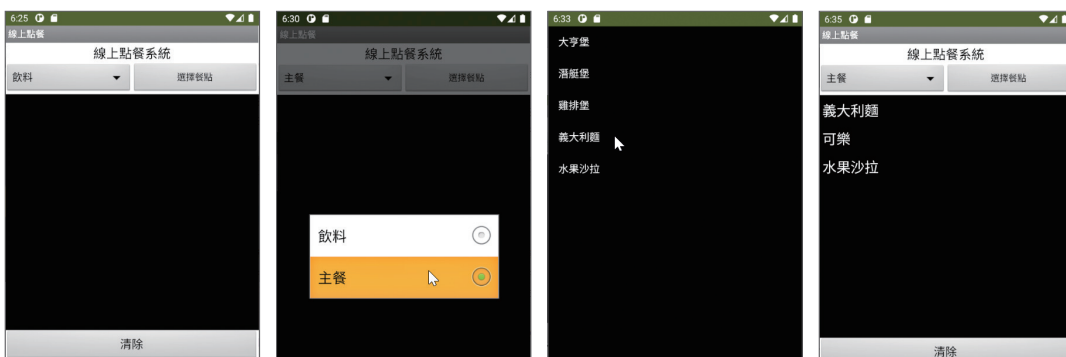 6:25
線上點餐
線上點餐系統
飲料 選擇餐點
清除
6:30
線上點餐
線上點餐系統
主餐 選擇餐點
飲料
主餐
6:33
大亨堡
潛艇堡
雞排堡
義大利麵
水果沙拉
6:35
線上點餐
線上點餐系統
主餐 選擇餐點
義大利麵
可樂
水果沙拉
清除